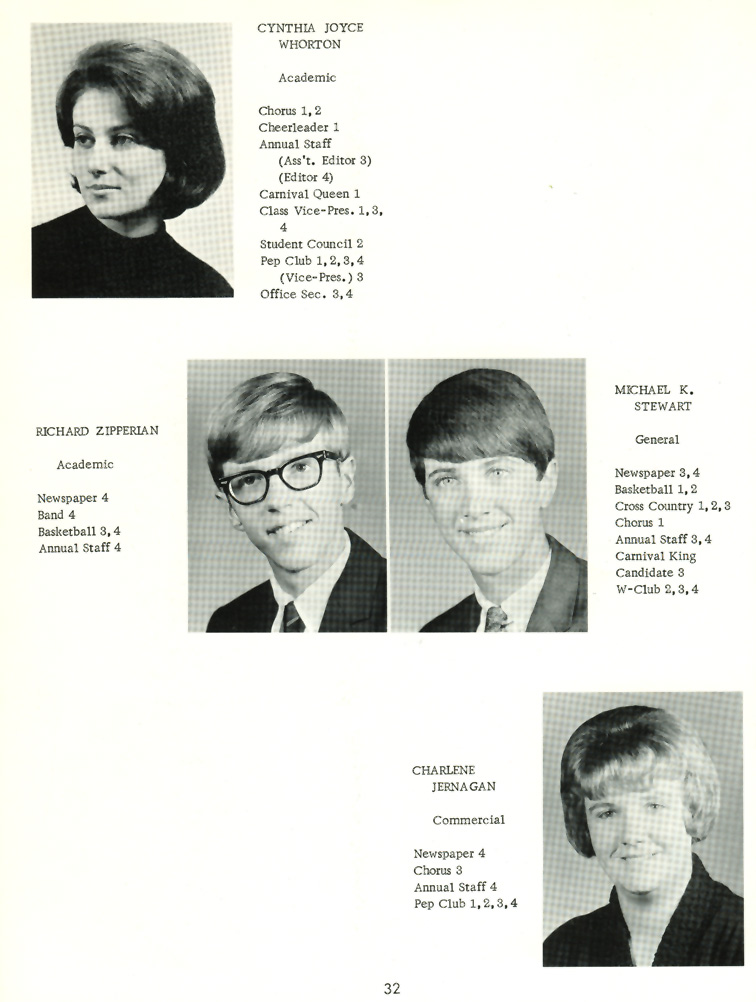 CYNTHIA JOYCE
WHORTON
Academic
Chorus 1, 2
Cheerleader 1
Annual Staff
(Ass't. Editor 3)
(Editor 4)
Carnival Queen 1
Class Vice-Pres. 1, 3,
4
Student Council 2
Pep Club 1, 2, 3, 4
(Vice-Pres.) 3
Office Sec. 3, 4
RICHARD ZIPPERIAN
Academic
Newspaper 4
Band 4
Basketball 3, 4
Annual Staff 4
MICHAEL K.
STEWART
General
Newspaper 3, 4
Basketball 1, 2
Cross Country 1, 2, 3
Chorus 1
Annual Staff 3, 4
Carnival King
Candidate 3
W-Club 2, 3, 4
CHARLENE
JERNAGAN
Commercial
Newspaper 4
Chorus 3
Annual Staff 4
Pep Club 1, 2, 3, 4
32